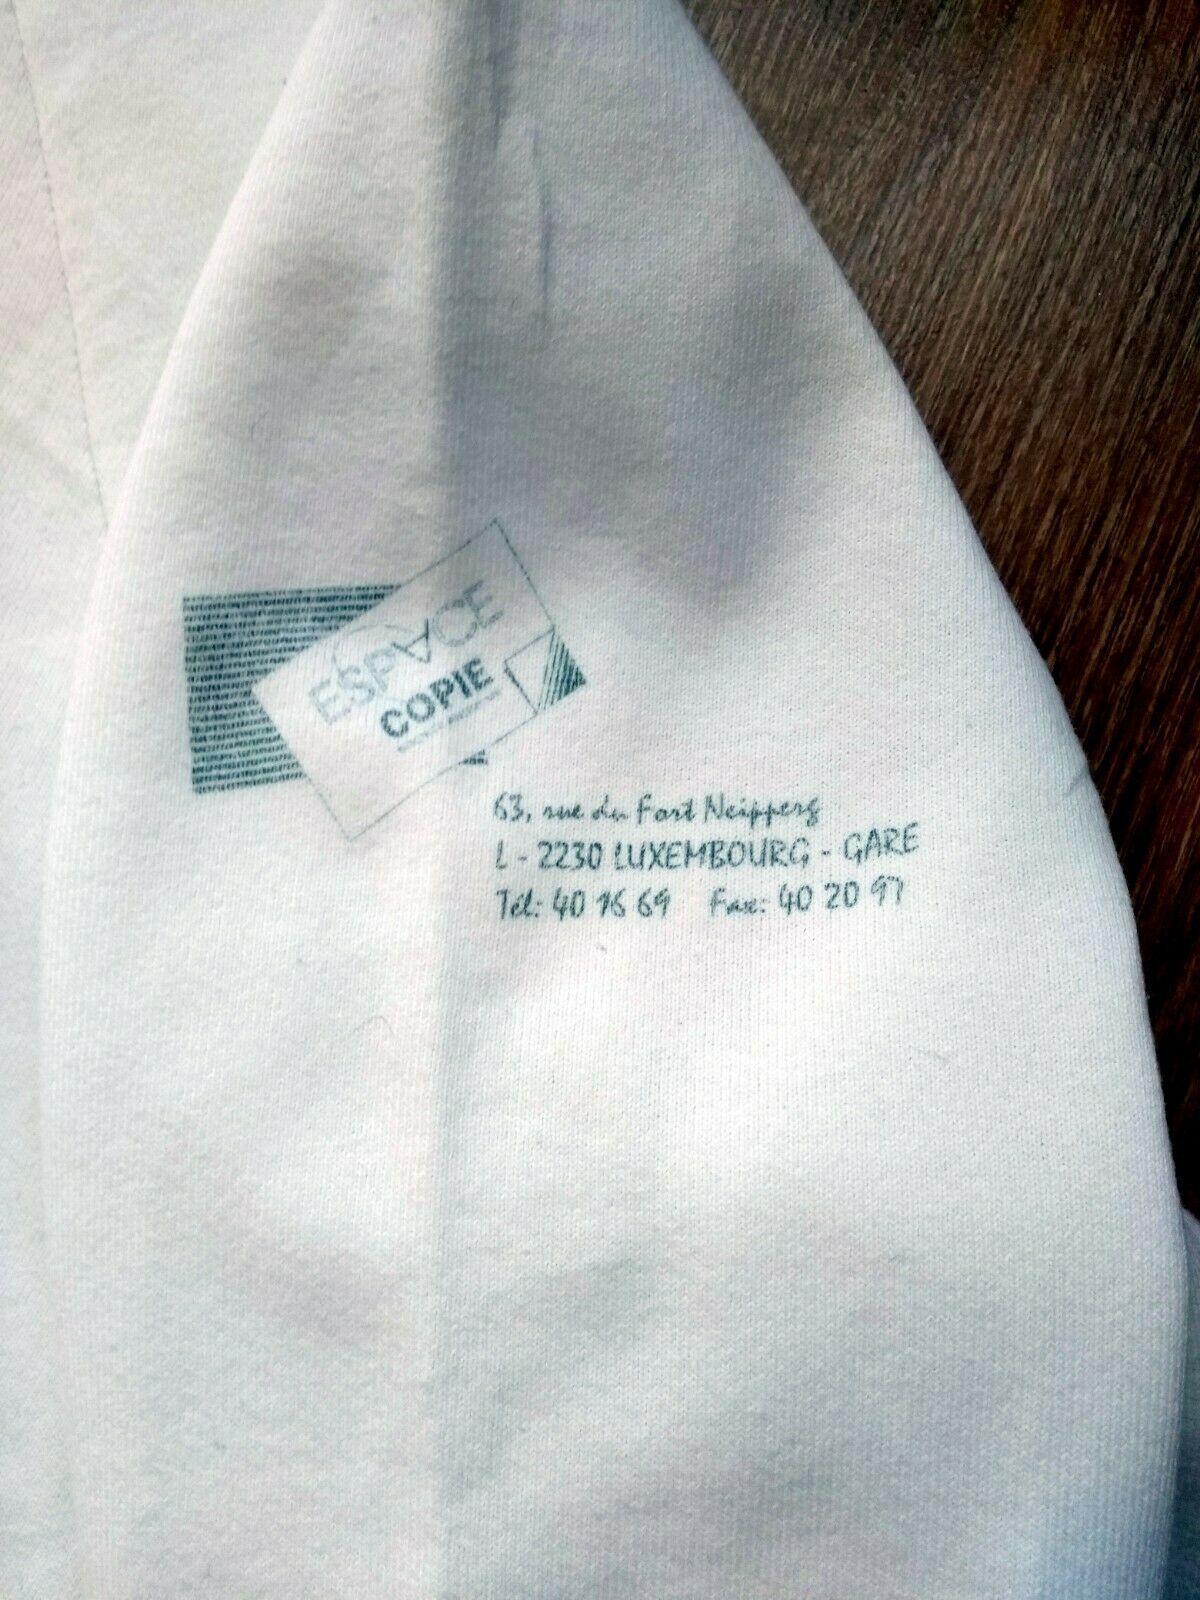 ESPACE
COPIE
63, rue du Fort Neipperg
L - 2230 LUXEMBOURG - GARE
Tél: 40 76 69 Fax: 40 20 97